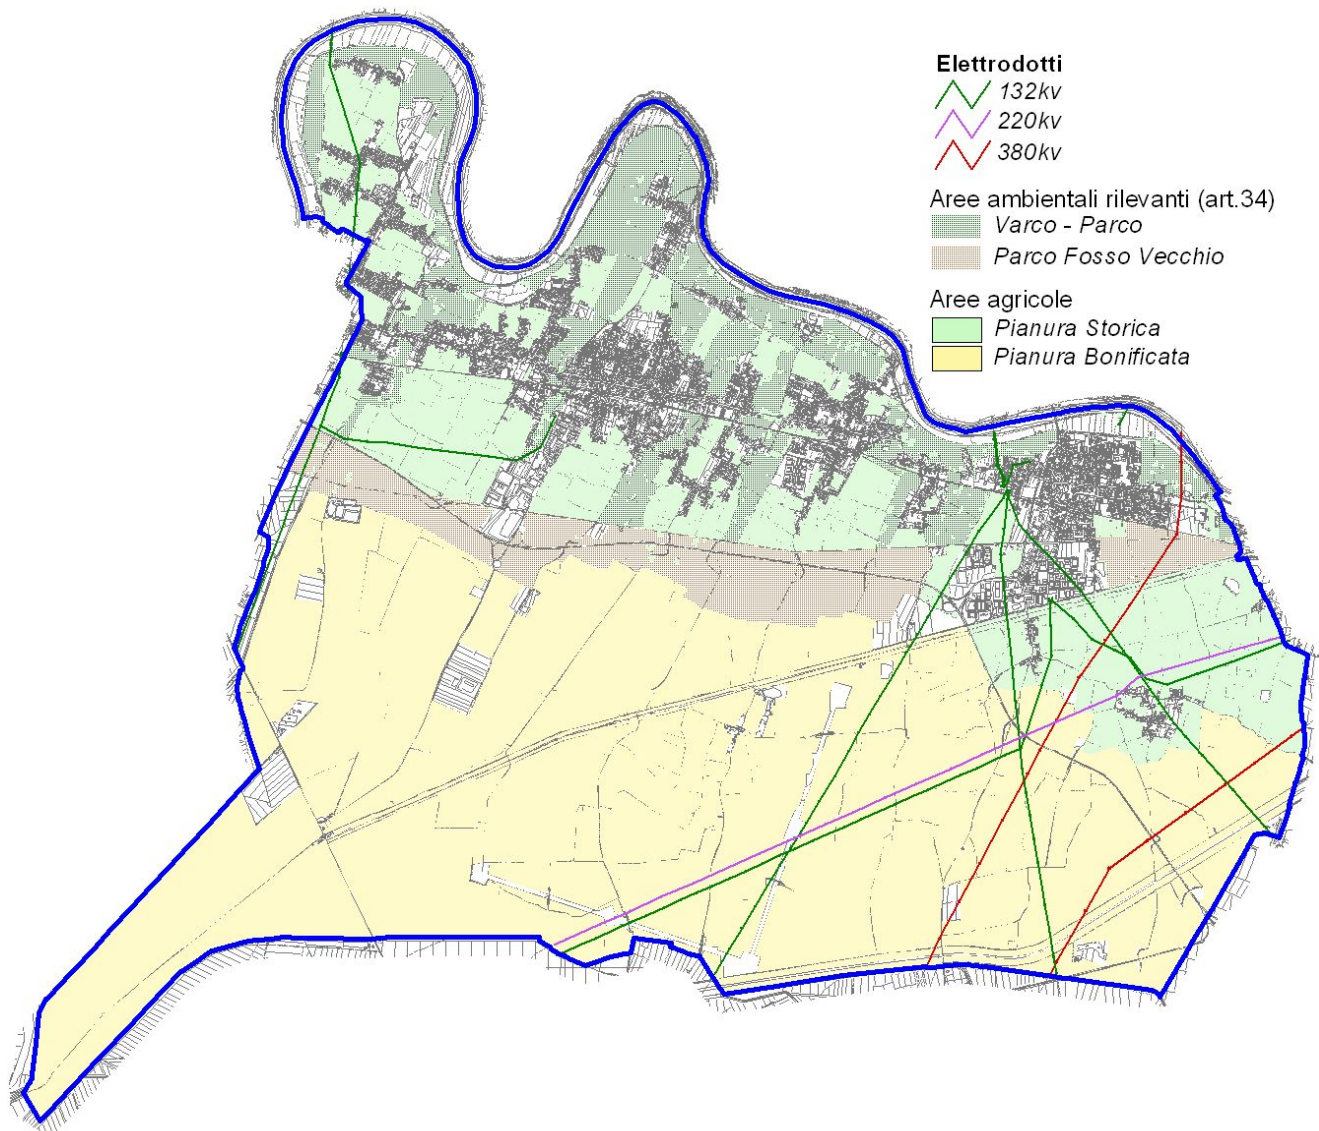 Elettrodotti
132kv
220kv
380kv
Aree ambientali rilevanti (art.34)
Varco - Parco
Parco Fosso Vecchio
Aree agricole
Pianura Storica
Pianura Bonificata